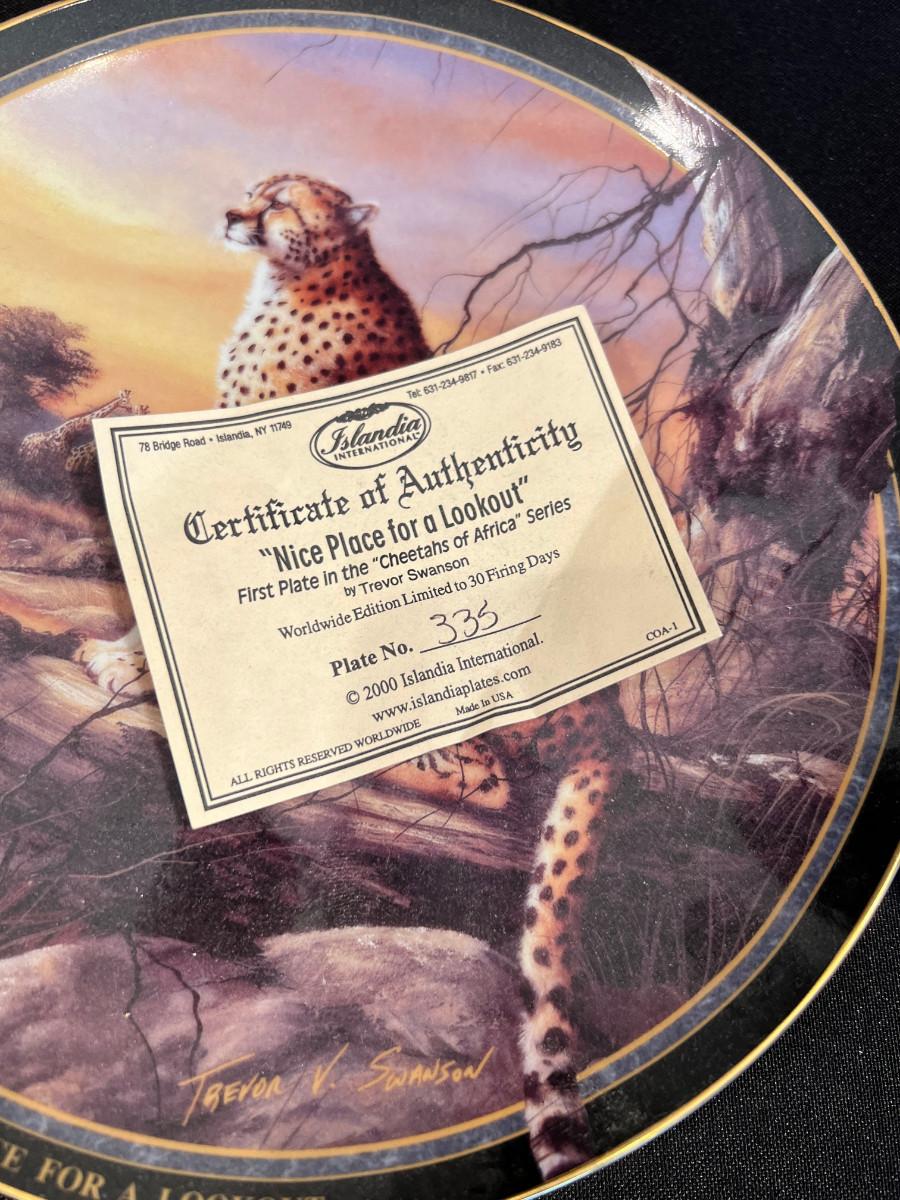 78 Bridge Road • Islandia, NY 11749
Tel: 631-234-9817 • Fax: 631-234-9183
Islandia
INTERNATIONAL
Certificate of Authenticity
"Nice Place for a Lookout"
First Plate in the "Cheetahs of Africa" Series
by Trevor Swanson
Worldwide Edition Limited to 30 Firing Days
Plate No. 335
© 2000 Islandia International.
www.islandiaplates.com
ALL RIGHTS RESERVED WORLDWIDE
Made In USA
COA-1
TREVOR V. SWANSON
CE FOR A LOOKOUT